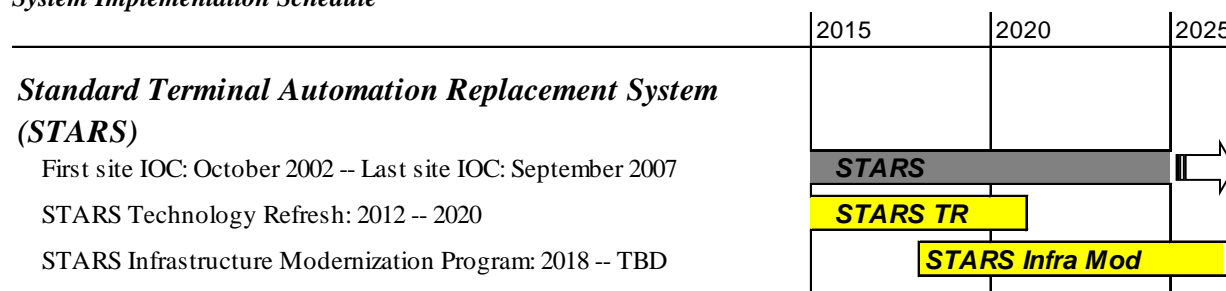 System Implementation Schedule
2015 2020 2025
Standard Terminal Automation Replacement System
(STARS)
First site IOC: October 2002 -- Last site IOC: September 2007 STARS
STARS Technology Refresh: 2012 -- 2020 STARS TR
STARS Infrastructure Modernization Program: 2018 -- TBD STARS Infra Mod